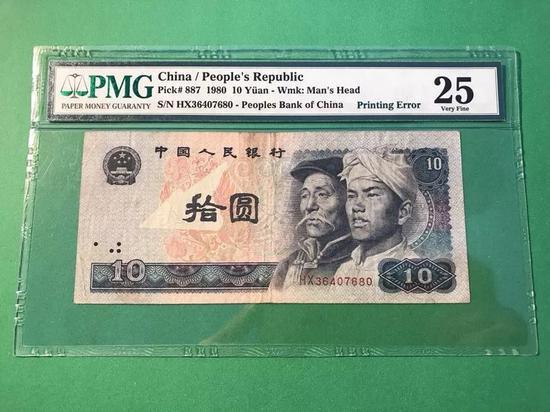 PMG
PAPER MONEY GUARANTY
China / People's Republic
Pick# 887 1980 10 Yüan - Wmk: Man's Head
S/N HX36407680 - Peoples Bank of China Printing Error
25
Very Fine
中国人民银行
10
拾圆
10
HX36407680
10